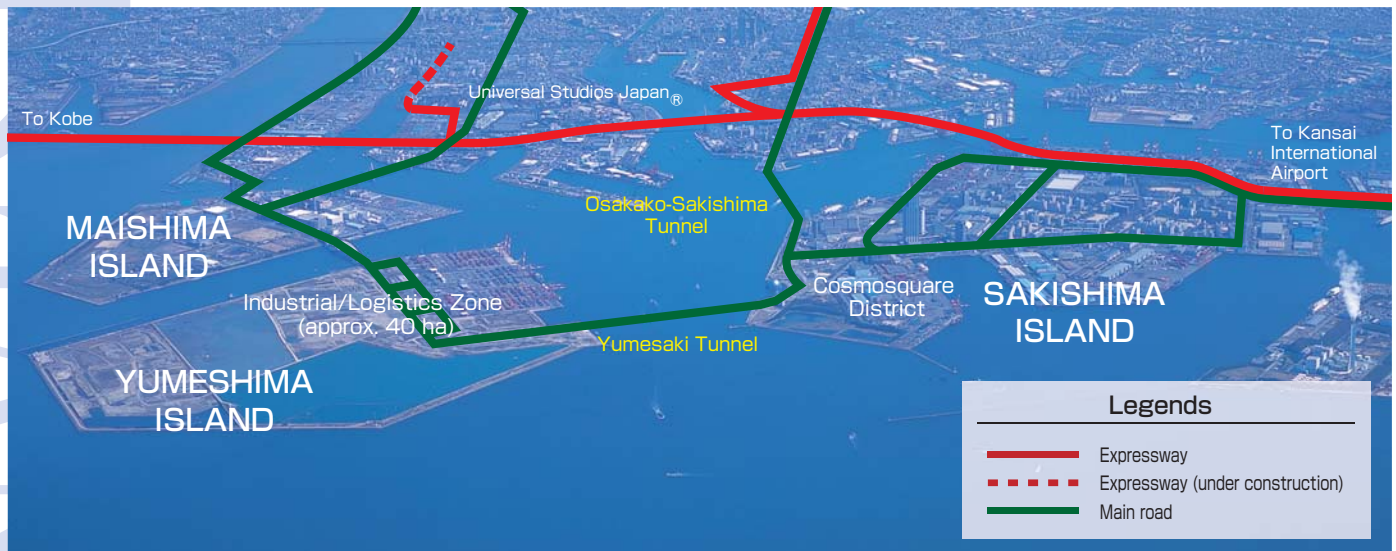 Universal Studios Japan®
To Kobe
To Kansai
International
Airport
Osakako-Sakishima
Tunnel
MAISHIMA
ISLAND
Industrial/Logistics Zone
(approx. 40 ha)
Cosmosquare
District
SAKISHIMA
ISLAND
Yumesaki Tunnel
YUMESHIMA
ISLAND
Legends
Expressway
Expressway (under construction)
Main road